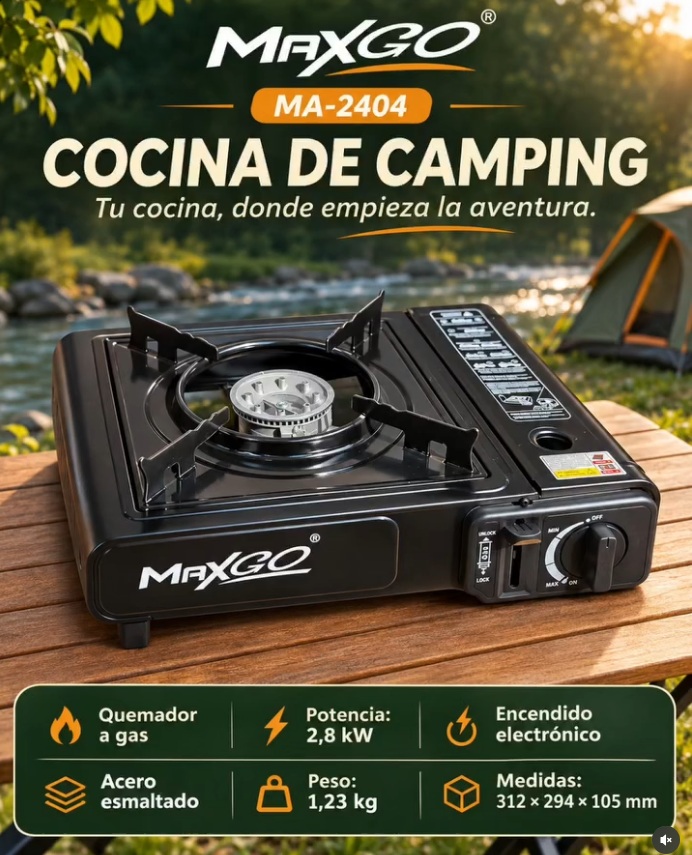 MAXGO®
MA-2404
COCINA DE CAMPING
Tu cocina, donde empieza la aventura.
UNLOCK
LOCK
OFF
MIN
MAX
ON
MAXGO®
Quemador
a gas
Potencia:
2,8 kW
Encendido
electrónico
Acero
esmaltado
Peso:
1,23 kg
Medidas:
312 × 294 × 105 mm